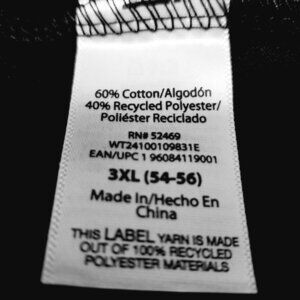 60% Cotton/Algodón
40% Recycled Polyester/
Poliéster Reciclado
RN# 52469
WT24100109831E
EAN/UPC 1 96084119001
3XL (54-56)
Made In/Hecho En
China
THIS LABEL YARN IS MADE
OUT OF 100% RECYCLED
POLYESTER MATERIALS